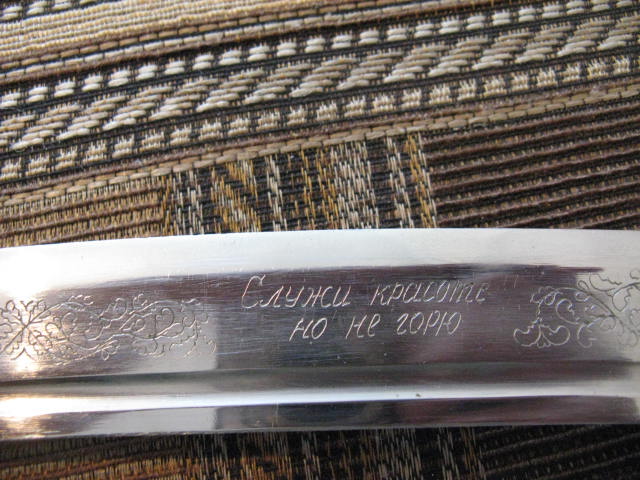 Служи красоте
но не горю